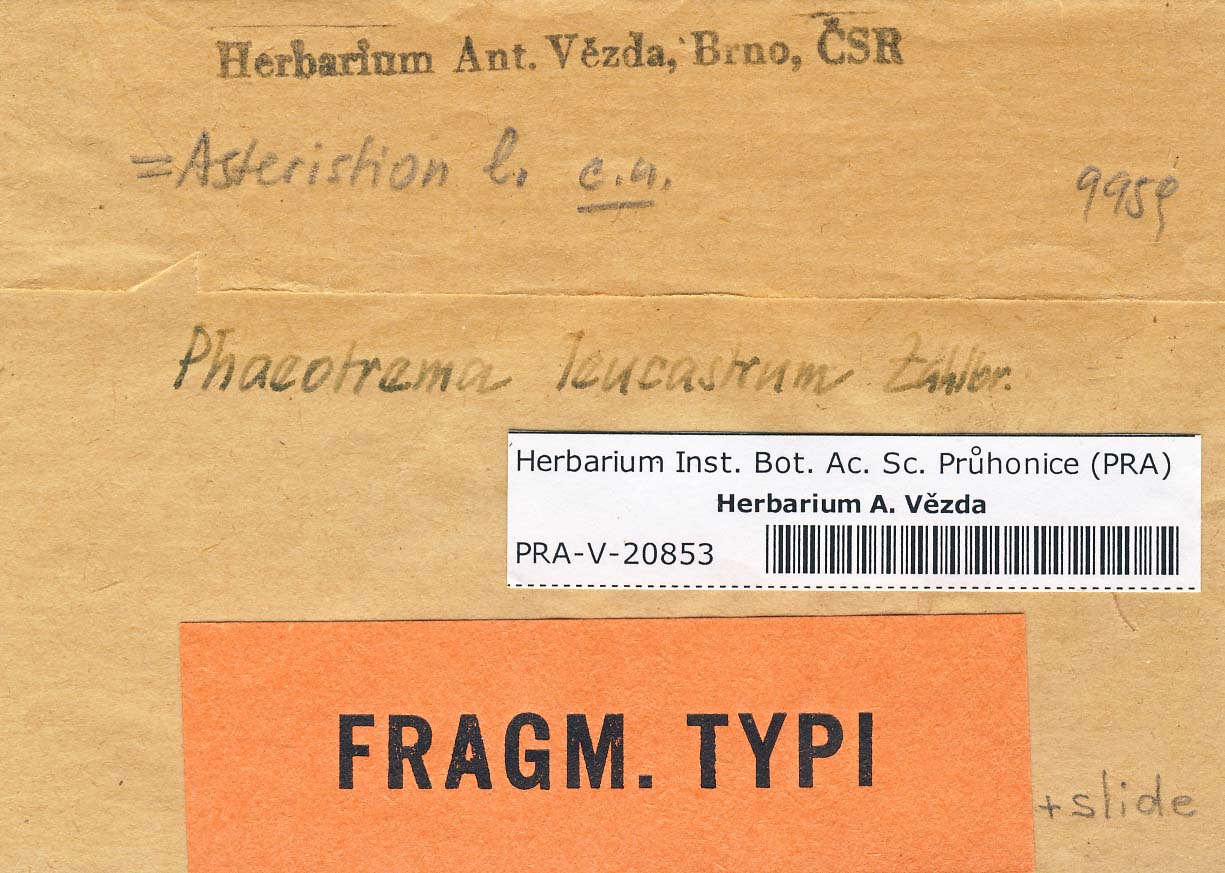 Herbarium Ant. Vězda, Brno, ČSR
=Asteristion l. c.n.
9959
Phaeotrema leucastrum Zahlbr.
Herbarium Inst. Bot. Ac. Sc. Průhonice (PRA)
Herbarium A. Vězda
PRA-V-20853
FRAGM. TYPI
+slide